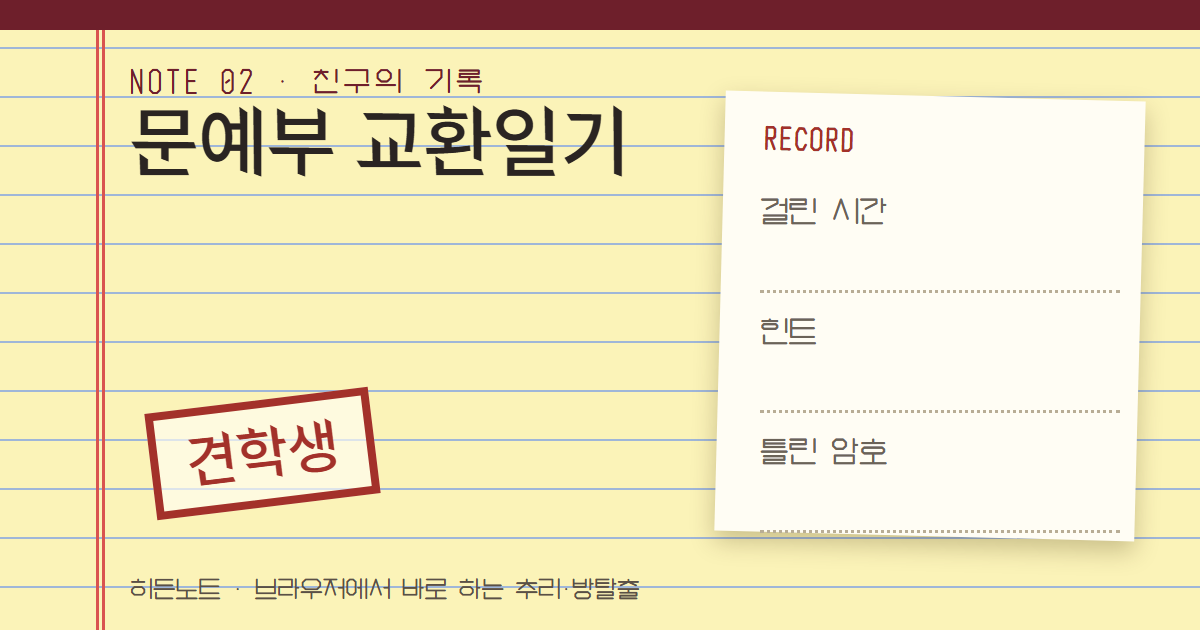 NOTE 02 · 친구의 기록
문예부 교환일기
RECORD
걸린 시간
힌트
틀린 암호
견학생
히든노트 · 브라우저에서 바로 하는 추리·방탈출